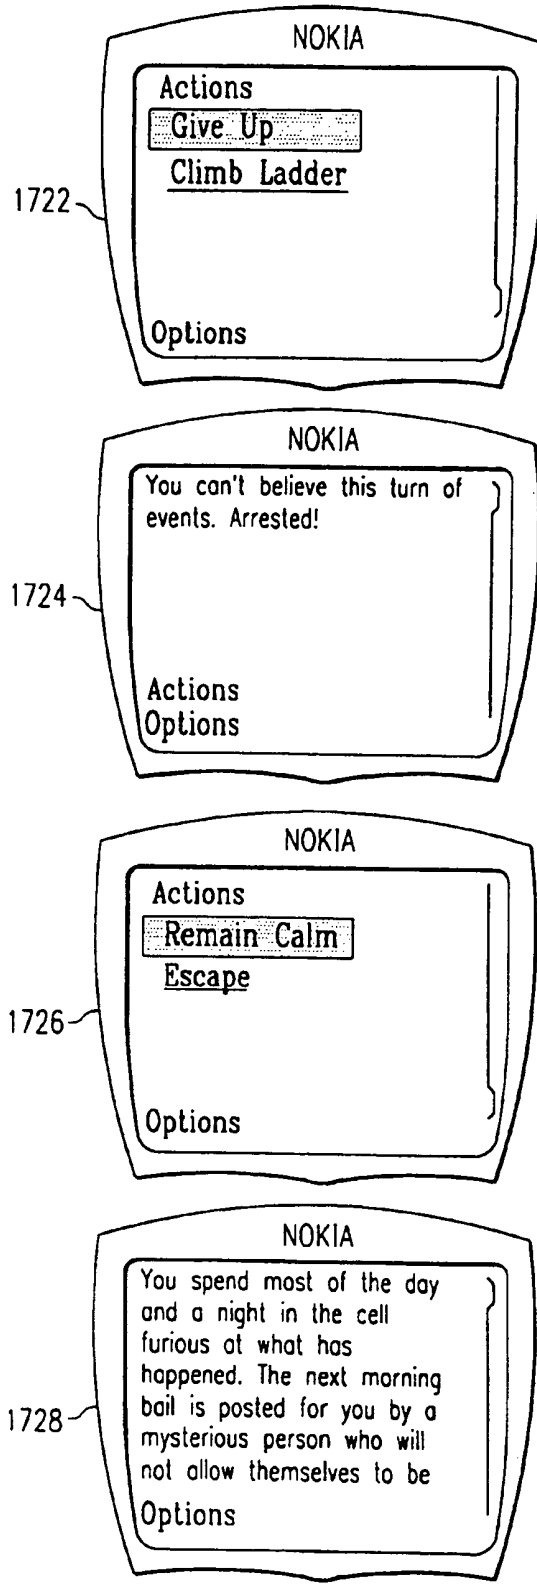 NOKIA
Actions
Give Up
Climb Ladder
1722
Options
NOKIA
You can't believe this turn of
events. Arrested!
1724
Actions
Options
NOKIA
Actions
Remain Calm
Escape
1726
Options
NOKIA
You spend most of the day
and a night in the cell
furious at what has
happened. The next morning
bail is posted for you by a
1728
mysterious person who will
not allow themselves to be
Options